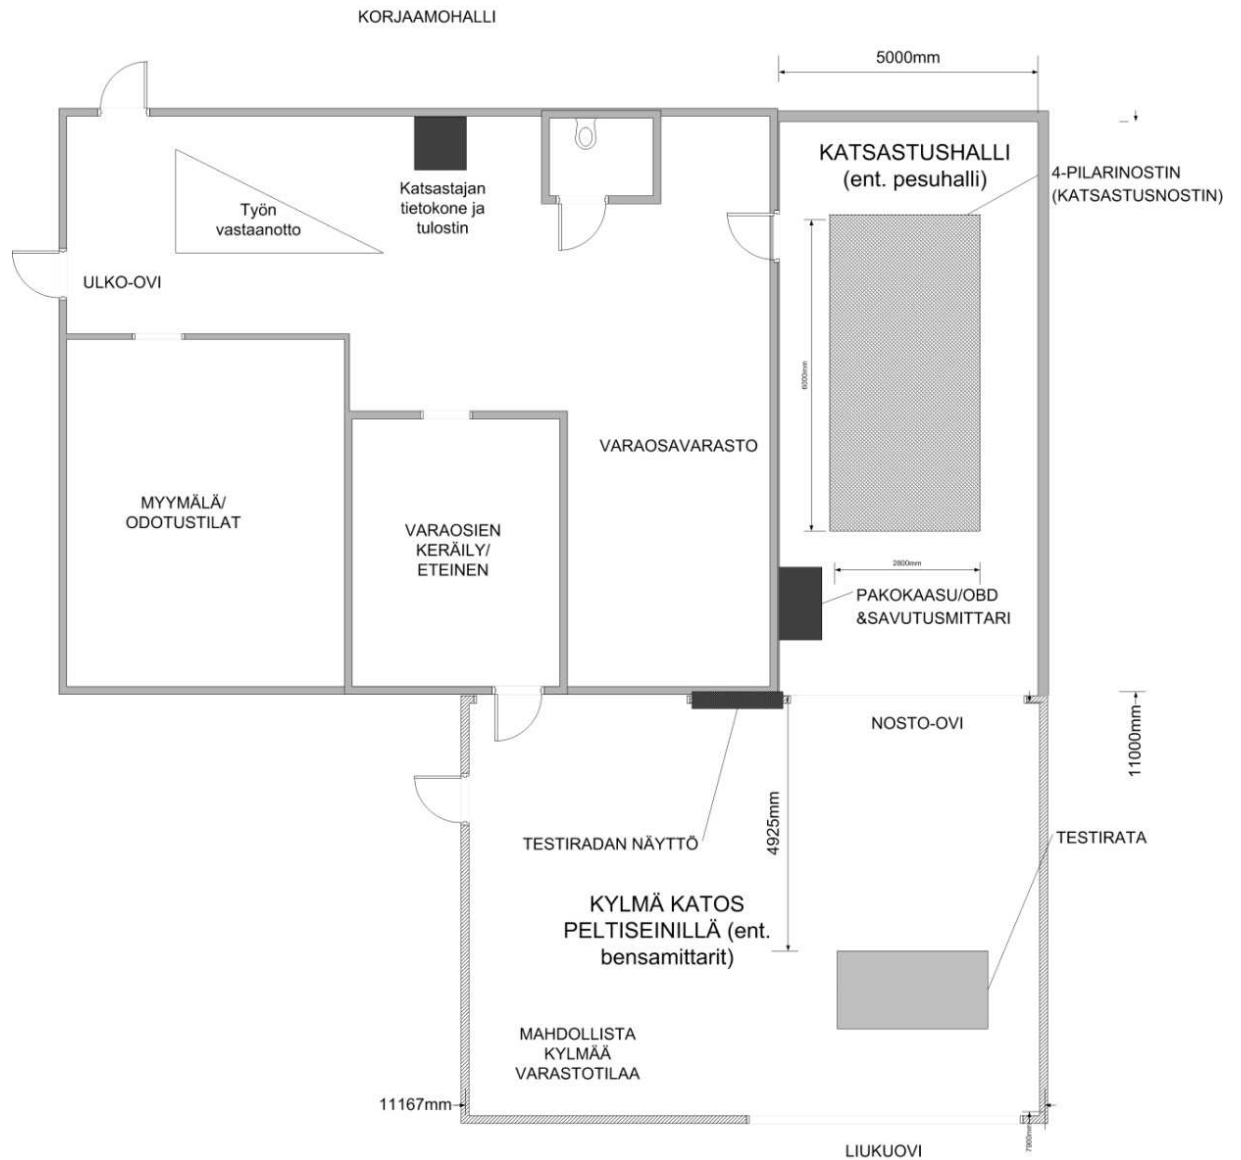 KORJAAMOHALLI
5000mm
KATSASTUSHALLI
(ent. pesuhalli)
4-PILARINOSTIN
(KATSASTUSNOSTIN)
Katsastajan
tietokone ja
tulostin
Työn
vastaanotto
ULKO-OVI
6000mm
VARAOSAVARASTO
MYYMÄLÄ/
ODOTUSTILAT
VARAOSIEN
KERÄILY/
ETEINEN
2800mm
PAKOKAASU/OBD
&SAVUTUSMITTARI
NOSTO-OVI
11000mm
4925mm
TESTIRADAN NÄYTTÖ
TESTIRATA
KYLMÄ KATOS
PELTISEINILLÄ (ent.
bensamittarit)
MAHDOLLISTA
KYLMÄÄ
VARASTOTILAA
11167mm
7900mm
LIUKUOVI